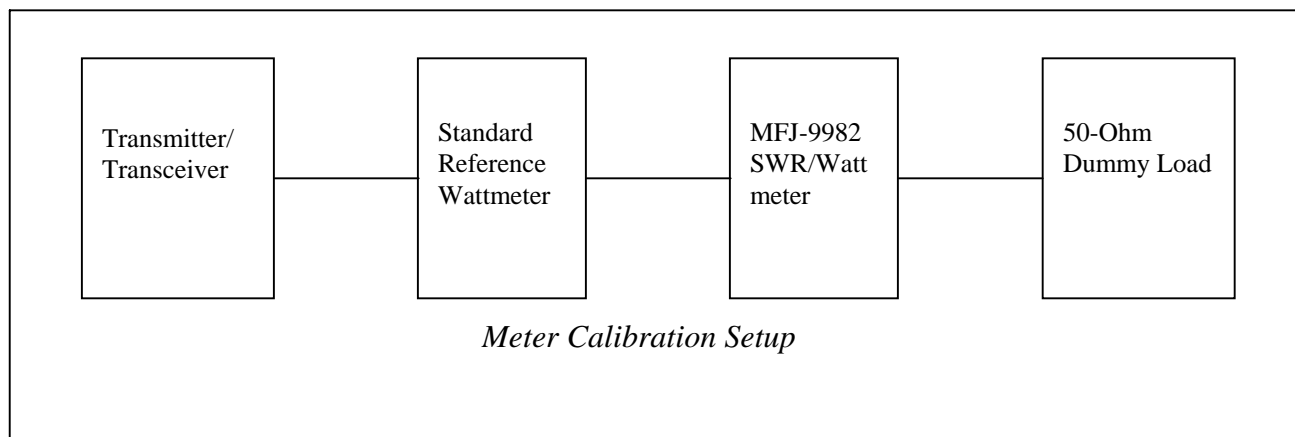 Transmitter/
Transceiver
Standard
Reference
Wattmeter
MFJ-9982
SWR/Watt
meter
50-Ohm
Dummy Load
Meter Calibration Setup